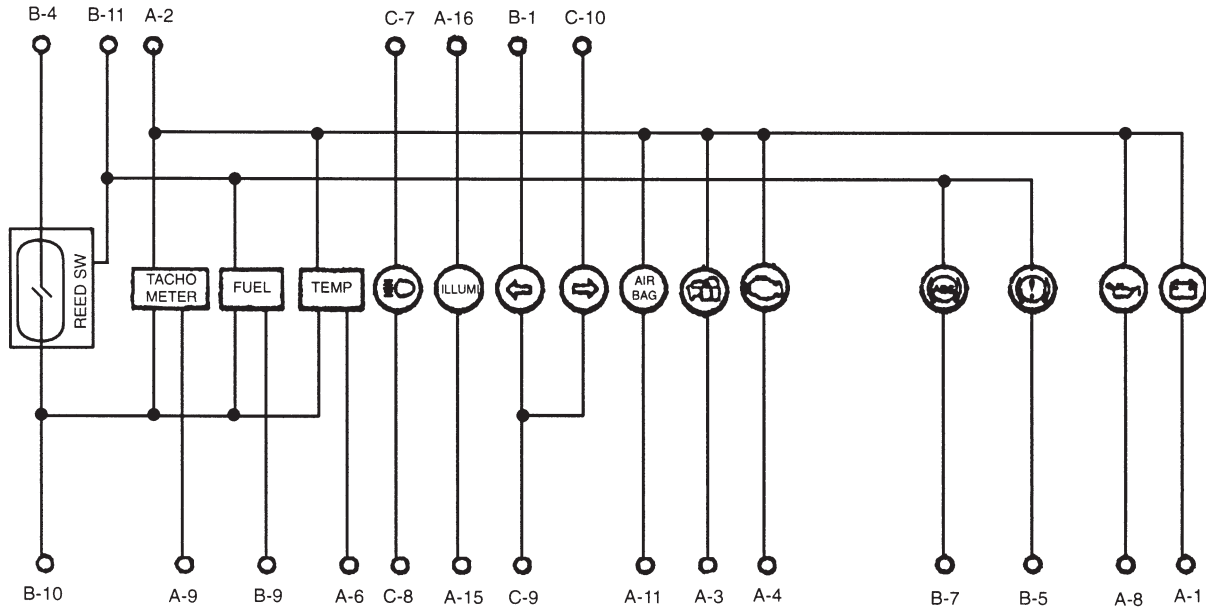 B-4
B-11
A-2
C-7
A-16
B-1
C-10
REED SW
TACHO
METER
FUEL
TEMP
ILLUMI
AIR
BAG
ABS
B-10
A-9
B-9
A-6
C-8
A-15
C-9
A-11
A-3
A-4
B-7
B-5
A-8
A-1